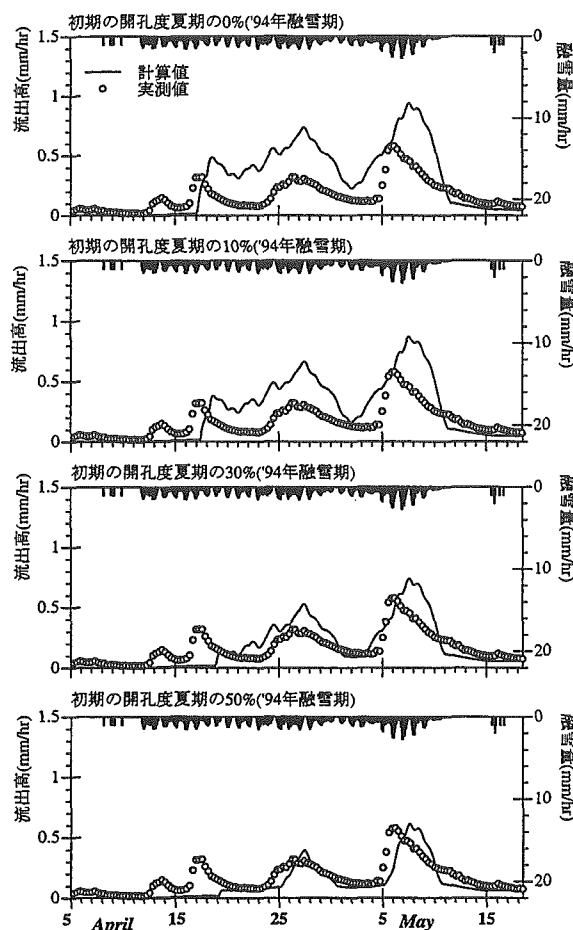 初期の開孔度夏期の0%('94年融雪期)
1.5
1
0.5
0
流出高(mm/hr)
計算値
実測値
0
10
20
融雪量(mm/hr)
初期の開孔度夏期の10%('94年融雪期)
1.5
1
0.5
0
流出高(mm/hr)
0
10
20
融雪量(mm/hr)
初期の開孔度夏期の30%('94年融雪期)
1.5
1
0.5
0
流出高(mm/hr)
0
10
20
融雪量(mm/hr)
初期の開孔度夏期の50%('94年融雪期)
1.5
1
0.5
0
流出高(mm/hr)
0
10
20
融雪量(mm/hr)
5 April 15 25 5 May 15